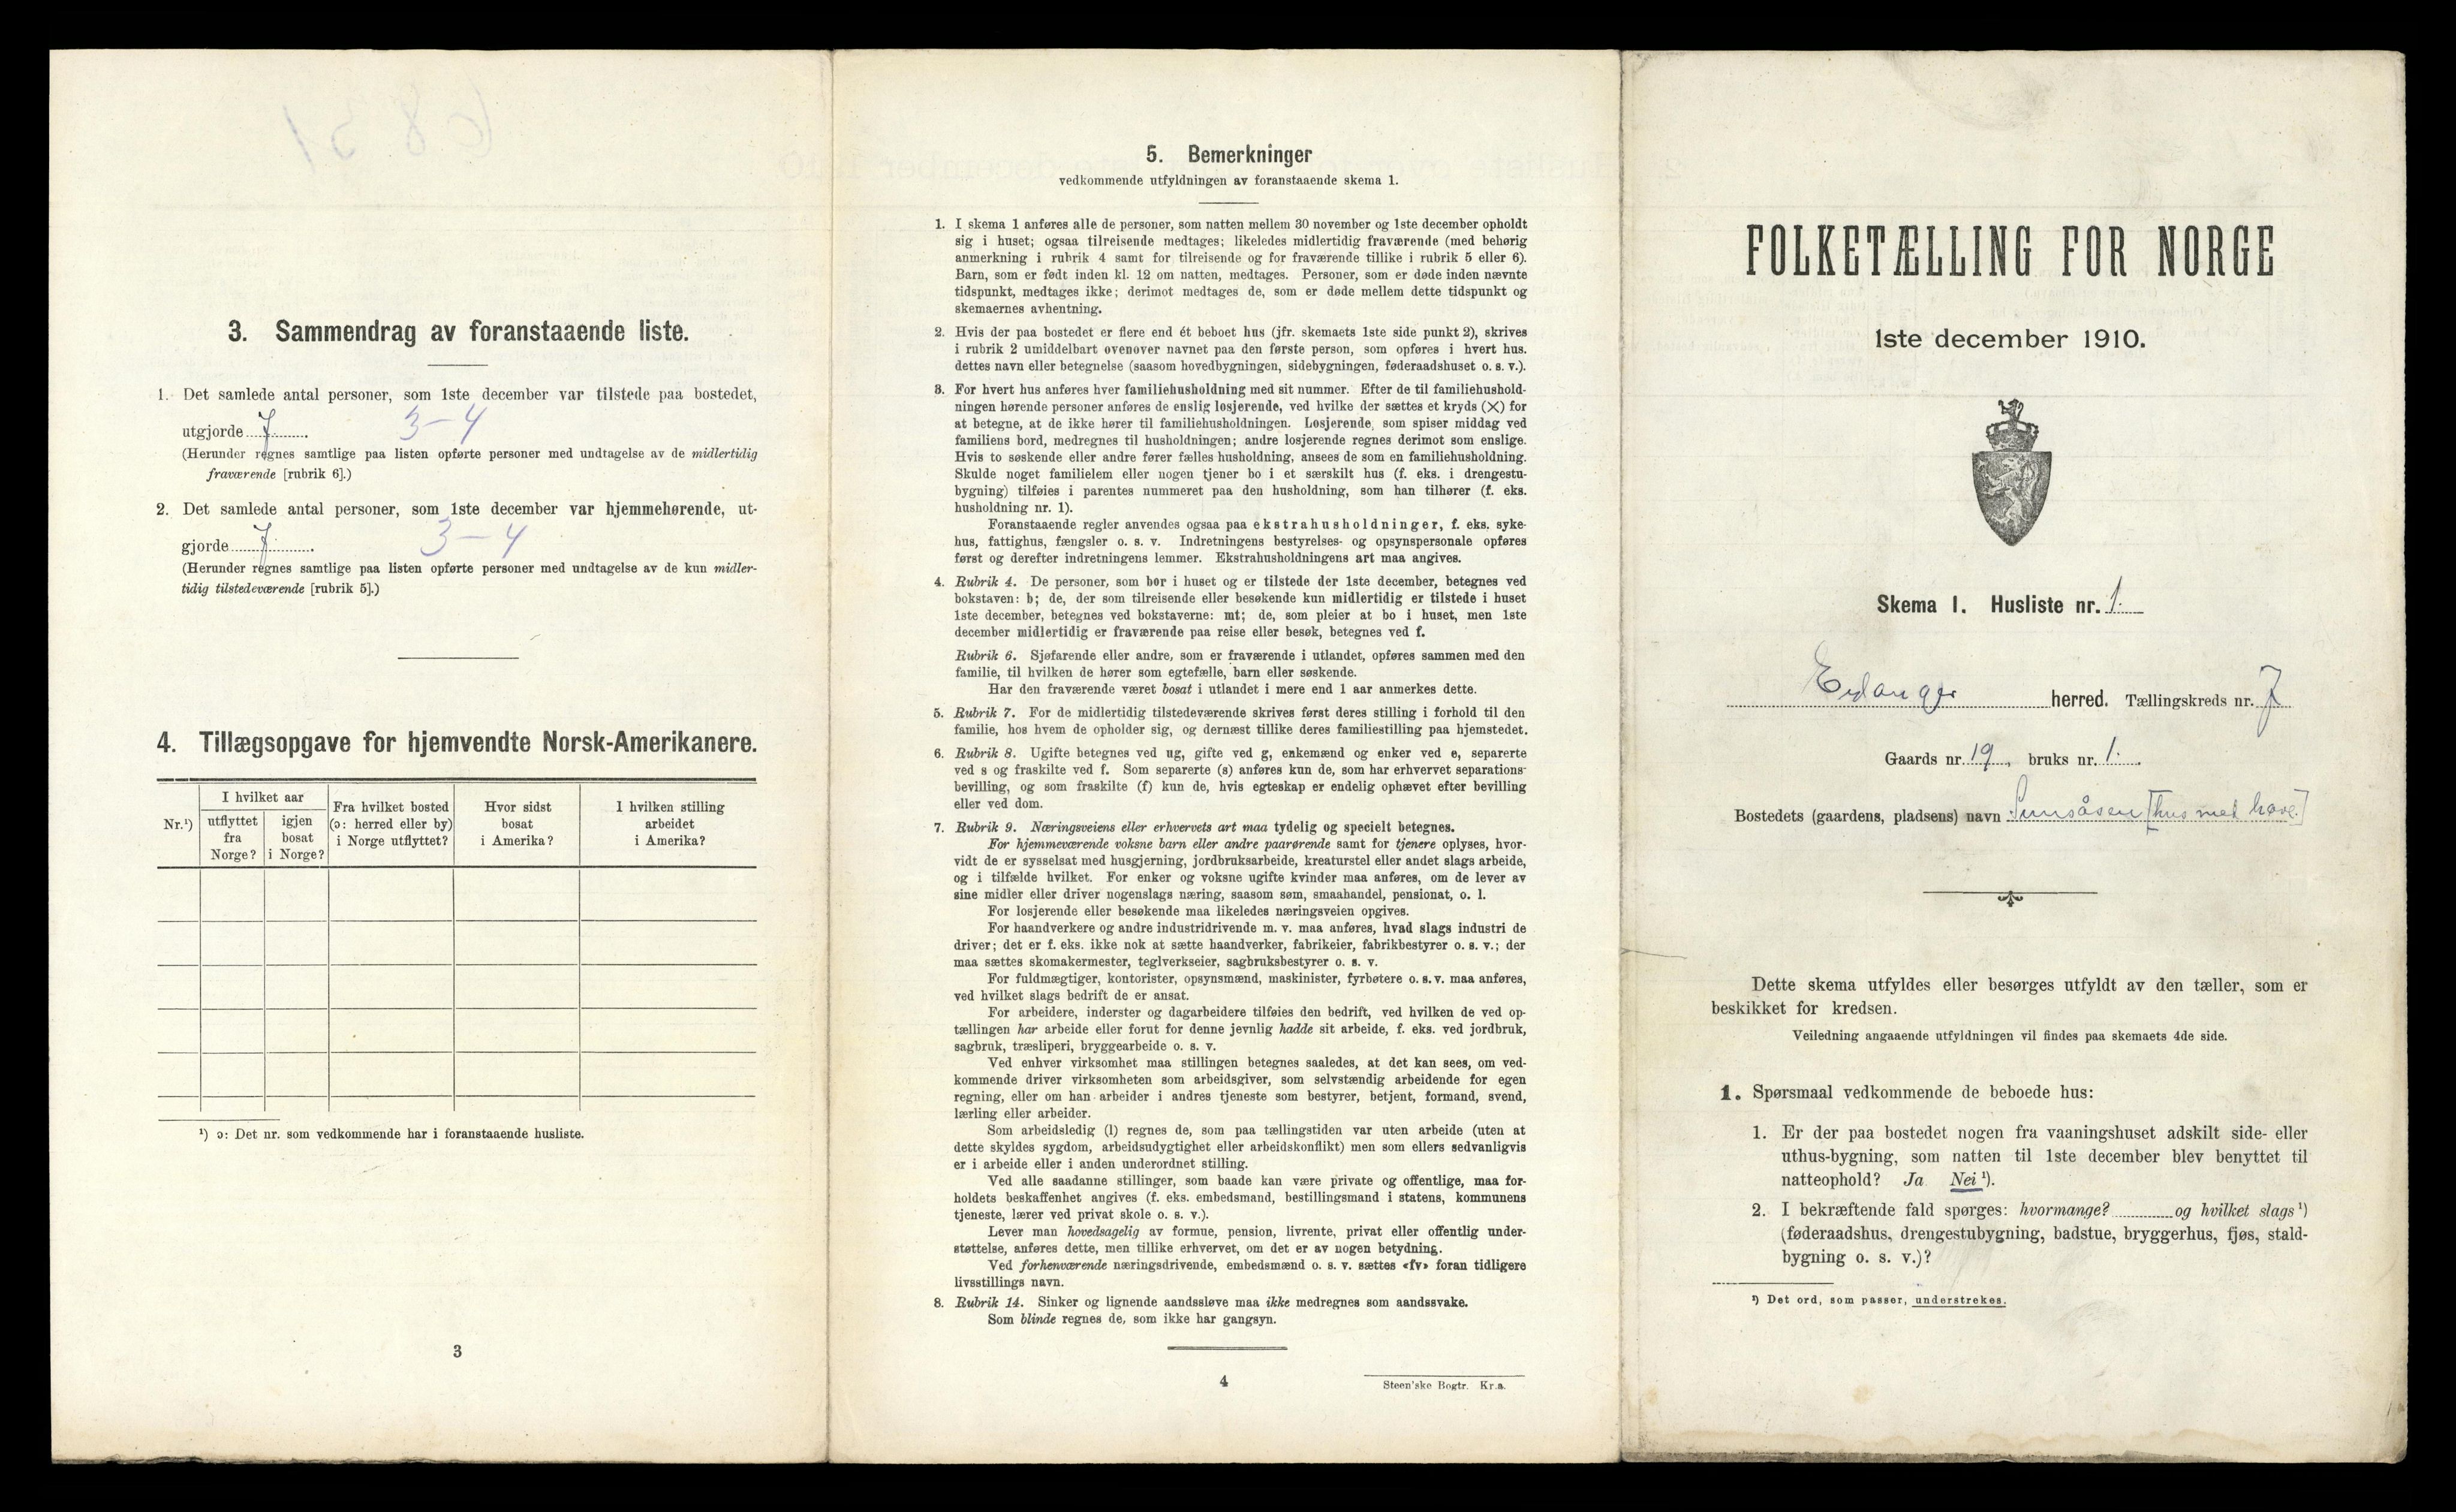 3. Sammendrag av foranstaaende liste.
1. Det samlede antal personer, som 1ste december var tilstede paa bostedet,
utgjorde 7 3-4
(Herunder regnes samtlige paa listen opførte personer med undtagelse av de midlertidig
fraværende [rubrik 6].)
2. Det samlede antal personer, som 1ste december var hjemmehørende, ut-
gjorde 7 3-4
(Herunder regnes samtlige paa listen opførte personer med undtagelse av de kun midler-
tidig tilstedeværende [rubrik 5].)
4. Tillægsopgave for hjemvendte Norsk-Amerikanere.
Nr.¹)
I hvilket aar
utflyttet
fra
Norge?
igjen
bosat
i Norge?
Fra hvilket bosted
(ɔ: herred eller by)
i Norge utflyttet?
Hvor sidst
bosat
i Amerika?
I hvilken stilling
arbeidet
i Amerika?
¹) ɔ: Det nr. som vedkommende har i foranstaaende husliste.
3
5. Bemerkninger
vedkommende utfyldningen av foranstaaende skema 1.
1. I skema 1 anføres alle de personer, som natten mellem 30 november og 1ste december opholdt
sig i huset; ogsaa tilreisende medtages; likeledes midlertidig fraværende (med behørig
anmerkning i rubrik 4 samt for tilreisende og for fraværende tillike i rubrik 5 eller 6).
Barn, som er født inden kl. 12 om natten, medtages. Personer, som er døde inden nævnte
tidspunkt, medtages ikke; derimot medtages de, som er døde mellem dette tidspunkt og
skemaernes avhentning.
2. Hvis der paa bostedet er flere end ét beboet hus (jfr. skemaets 1ste side punkt 2), skrives
i rubrik 2 umiddelbart ovenover navnet paa den første person, som opføres i hvert hus.
dettes navn eller betegnelse (saasom hovedbygningen, sidebygningen, føderaadshuset o. s. v.).
3. For hvert hus anføres hver familiehusholdning med sit nummer. Efter de til familiehushold-
ningen hørende personer anføres de enslig losjerende, ved hvilke der sættes et kryds (X) for
at betegne, at de ikke hører til familiehusholdningen. Losjerende, som spiser middag ved
familiens bord, medregnes til husholdningen; andre losjerende regnes derimot som enslige.
Hvis to søskende eller andre fører fælles husholdning, ansees de som en familiehusholdning.
Skulde noget familielem eller nogen tjener bo i et særskilt hus (f. eks. i drengestu-
bygning) tilføies i parentes nummeret paa den husholdning, som han tilhører (f. eks.
husholdning nr. 1).
Foranstaaende regler anvendes ogsaa paa ekstrahusholdninger, f. eks. syke-
hus, fattighus, fængsler o. s. v. Indretningens bestyrelses- og opsynspersonale opføres
først og derefter indretningens lemmer. Ekstrahusholdningens art maa angives.
4. Rubrik 4. De personer, som bor i huset og er tilstede der 1ste december, betegnes ved
bokstaven: b; de, der som tilreisende eller besøkende kun midlertidig er tilstede i huset
1ste december, betegnes ved bokstaverne: mt; de, som pleier at bo i huset, men 1ste
december midlertidig er fraværende paa reise eller besøk, betegnes ved f.
Rubrik 6. Sjøfarende eller andre, som er fraværende i utlandet, opføres sammen med den
familie, til hvilken de hører som egtefælle, barn eller søskende.
Har den fraværende været bosat i utlandet i mere end 1 aar anmerkes dette.
5. Rubrik 7. For de midlertidig tilstedeværende skrives først deres stilling i forhold til den
familie, hos hvem de opholder sig, og dernæst tillike deres familiestilling paa hjemstedet.
6. Rubrik 8. Ugifte betegnes ved ug, gifte ved g, enkemænd og enker ved e, separerte
ved s og fraskilte ved f. Som separerte (s) anføres kun de, som har erhvervet separations-
bevilling, og som fraskilte (f) kun de, hvis egteskap er endelig ophævet efter bevilling
eller ved dom.
7. Rubrik 9. Næringsveiens eller erhvervets art maa tydelig og specielt betegnes.
For hjemmeværende voksne barn eller andre paarørende samt for tjenere oplyses, hvor-
vidt de er sysselsat med husgjerning, jordbruksarbeide, kreaturstel eller andet slags arbeide,
og i tilfælde hvilket. For enker og voksne ugifte kvinder maa anføres, om de lever av
sine midler eller driver nogenslags næring, saasom søm, smaahandel, pensionat, o. l.
For losjerende eller besøkende maa likeledes næringsveien opgives.
For haandverkere og andre industridrivende m. v. maa anføres, hvad slags industri de
driver; det er f. eks. ikke nok at sætte haandverker, fabrikeier, fabrikbestyrer o. s. v.; der
maa sættes skomakermester, teglverkseier, sagbruksbestyrer o. s. v.
For fuldmægtiger, kontorister, opsynsmænd, maskinister, fyrbøtere o. s. v. maa anføres,
ved hvilket slags bedrift de er ansat.
For arbeidere, inderster og dagarbeidere tilføies den bedrift, ved hvilken de ved op-
tællingen har arbeide eller forut for denne jevnlig hadde sit arbeide, f. eks. ved jordbruk,
sagbruk, træsliperi, bryggearbeide o. s. v.
Ved enhver virksomhet maa stillingen betegnes saaledes, at det kan sees, om ved-
kommende driver virksomheten som arbeidsgiver, som selvstændig arbeidende for egen
regning, eller om han arbeider i andres tjeneste som bestyrer, betjent, formand, svend,
lærling eller arbeider.
Som arbeidsledig (l) regnes de, som paa tællingstiden var uten arbeide (uten at
dette skyldes sygdom, arbeidsudygtighet eller arbeidskonflikt) men som ellers sedvanligvis
er i arbeide eller i anden underordnet stilling.
Ved alle saadanne stillinger, som baade kan være private og offentlige, maa for-
holdets beskaffenhet angives (f. eks. embedsmand, bestillingsmand i statens, kommunens
tjeneste, lærer ved privat skole o. s. v.).
Lever man hovedsagelig av formue, pension, livrente, privat eller offentlig under-
støttelse, anføres dette, men tillike erhvervet, om det er av nogen betydning.
Ved forhenværende næringsdrivende, embedsmænd o. s. v. sættes «fv» foran tidligere
livsstillings navn.
8. Rubrik 14. Sinker og lignende aandssløve maa ikke medregnes som aandssvake.
Som blinde regnes de, som ikke har gangsyn.
4
Steen'ske Bogtr. Kr.a.
FOLKETÆLLING FOR NORGE
1ste december 1910.
Skema I. Husliste nr. 1.
Eidanger herred. Tællingskreds nr. 7
Gaards nr. 19, bruks nr. 1.
Bostedets (gaardens, pladsens) navn [hus med have.]
Dette skema utfyldes eller besørges utfyldt av den tæller, som er
beskikket for kredsen.
Veiledning angaaende utfyldningen vil findes paa skemaets 4de side.
1. Spørsmaal vedkommende de beboede hus:
1. Er der paa bostedet nogen fra vaaningshuset adskilt side- eller
uthus-bygning, som natten til 1ste december blev benyttet til
natteophold? Ja Nei ¹).
2. I bekræftende fald spørges: hvormange? og hvilket slags ¹)
(føderaadshus, drengestubygning, badstue, bryggerhus, fjøs, stald-
bygning o. s. v.)?
¹) Det ord, som passer, understrekes.